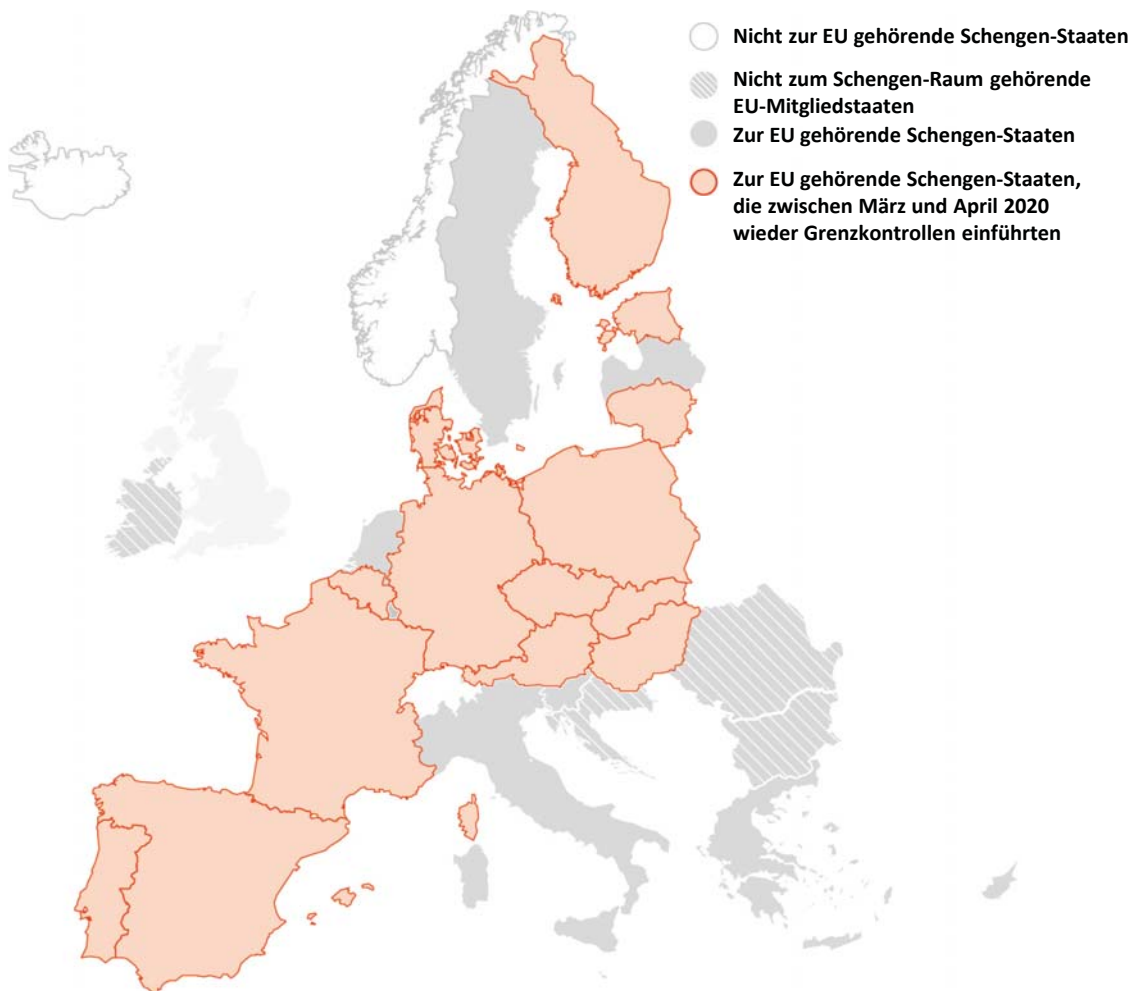 Nicht zur EU gehörende Schengen-Staaten
Nicht zum Schengen-Raum gehörende
EU-Mitgliedstaaten
Zur EU gehörende Schengen-Staaten
Zur EU gehörende Schengen-Staaten,
die zwischen März und April 2020
wieder Grenzkontrollen einführten